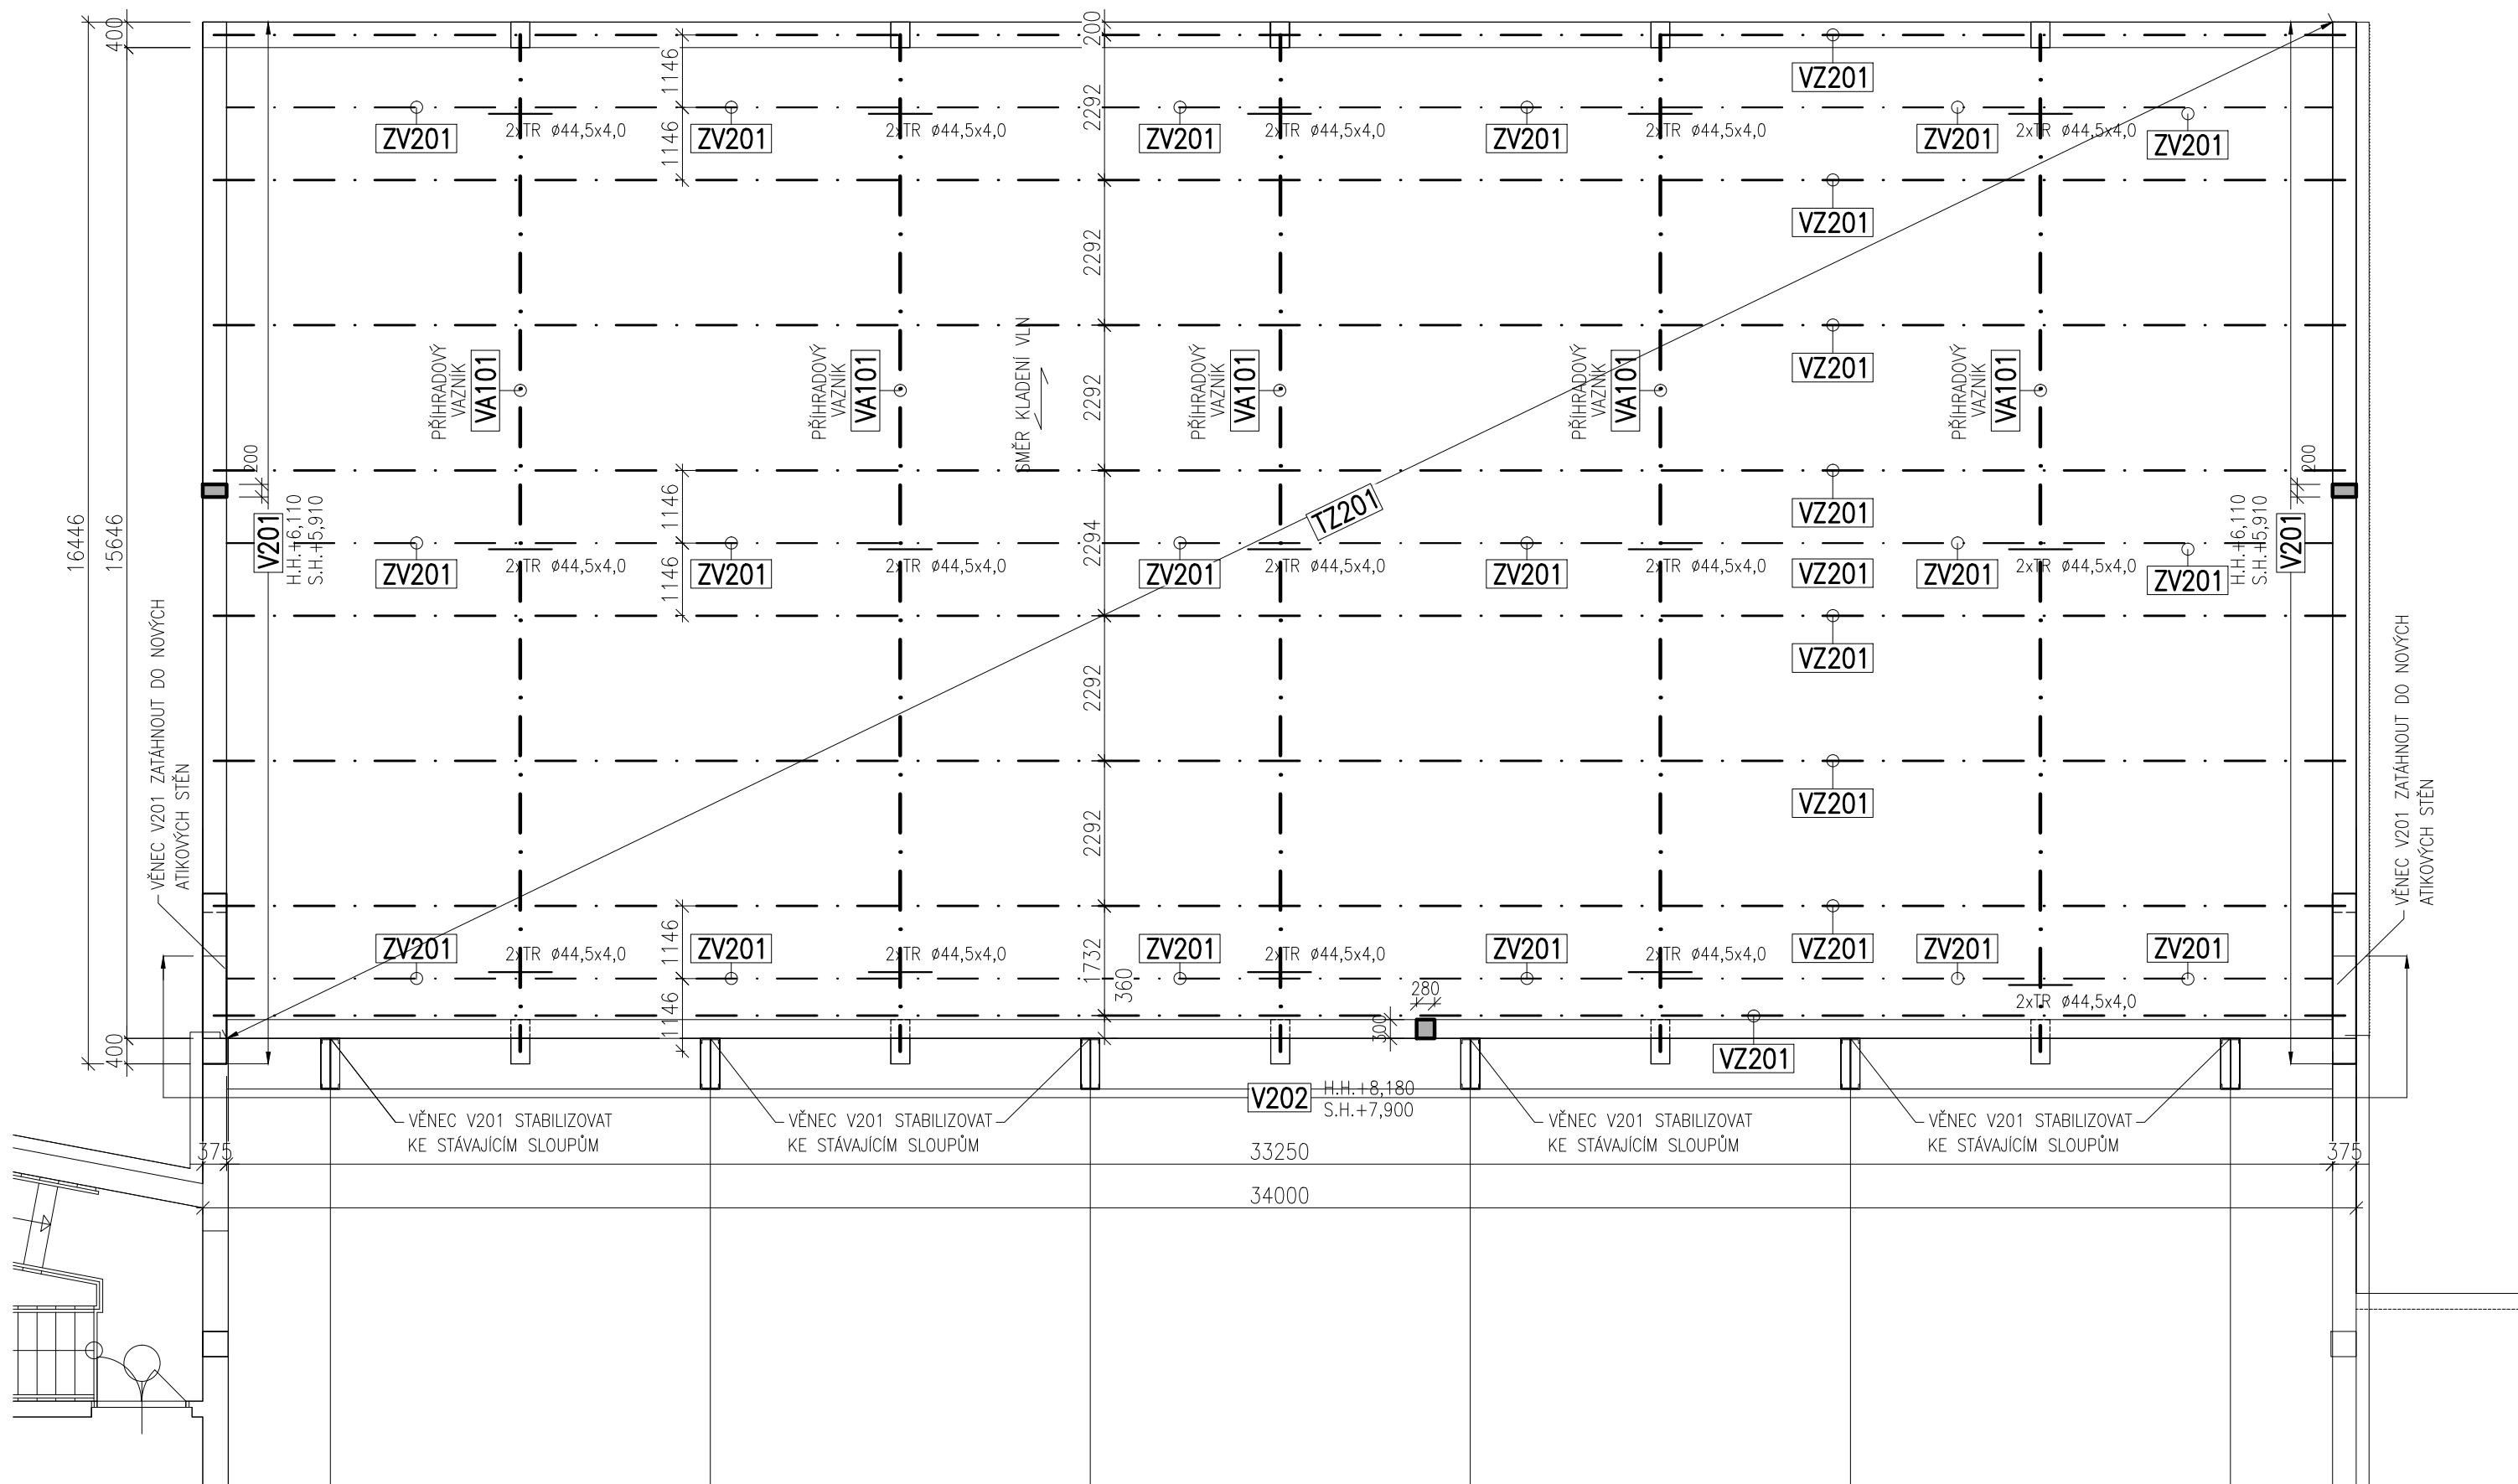 400
200
16446
15646
1146
1146
2292
VZ201
ZV201
ZV201
ZV201
ZV201
ZV201
ZV201
2xTR ø44,5x4,0
2xTR ø44,5x4,0
2xTR ø44,5x4,0
2xTR ø44,5x4,0
2xTR ø44,5x4,0
VZ201
2292
PŘÍHRADOVÝ
VAZNÍK
VA101
PŘÍHRADOVÝ
VAZNÍK
VA101
SMĚR KLADENÍ VLN
2292
PŘÍHRADOVÝ
VAZNÍK
VA101
PŘÍHRADOVÝ
VAZNÍK
VA101
VZ201
PŘÍHRADOVÝ
VAZNÍK
VA101
200
200
V201
H.H.+6,110
S.H.+5,910
1146
1146
2294
TZ201
VZ201
VZ201
H.H.+6,110
S.H.+5,910
V201
ZV201
ZV201
ZV201
ZV201
ZV201
ZV201
2xTR ø44,5x4,0
2xTR ø44,5x4,0
2xTR ø44,5x4,0
2xTR ø44,5x4,0
2xTR ø44,5x4,0
VZ201
2292
VĚNEC V201 ZATÁHNOUT DO NOVÝCH
ATIKOVÝCH STĚN
VĚNEC V201 ZATÁHNOUT DO NOVÝCH
ATIKOVÝCH STĚN
VZ201
2292
ZV201
2xTR ø44,5x4,0
1146
ZV201
2xTR ø44,5x4,0
1732
ZV201
2xTR ø44,5x4,0
ZV201
2xTR ø44,5x4,0
VZ201
ZV201
ZV201
2xTR ø44,5x4,0
1146
360
280
300
400
VZ201
V202
H.H.+8,180
S.H.+7,900
VĚNEC V201 STABILIZOVAT
KE STÁVAJÍCÍM SLOUPŮM
VĚNEC V201 STABILIZOVAT
KE STÁVAJÍCÍM SLOUPŮM
VĚNEC V201 STABILIZOVAT
KE STÁVAJÍCÍM SLOUPŮM
VĚNEC V201 STABILIZOVAT
KE STÁVAJÍCÍM SLOUPŮM
375
33250
375
34000